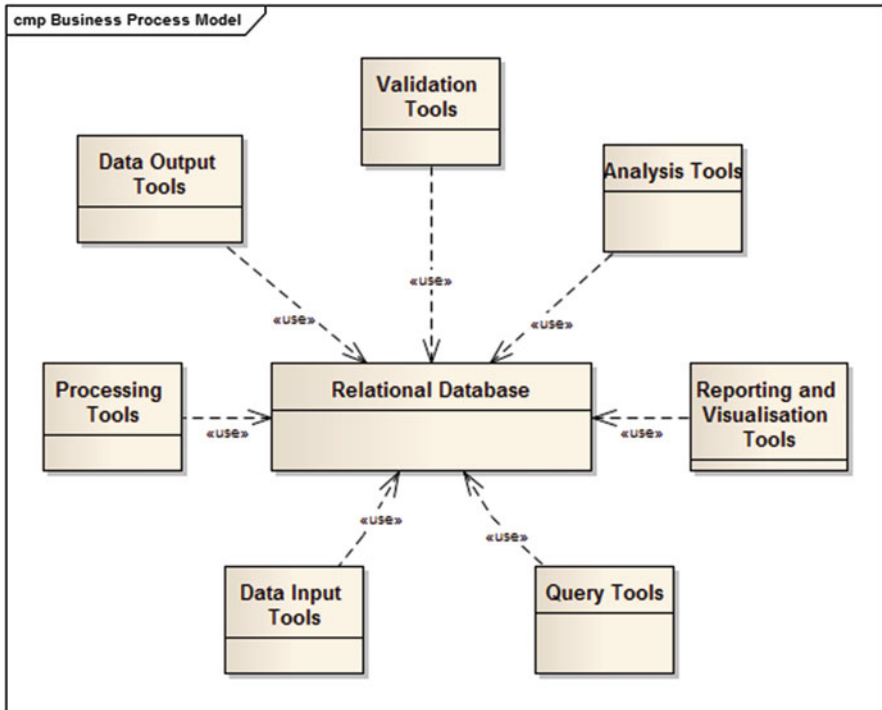 cmp Business Process Model
Validation
Tools
Data Output
Tools
Analysis Tools
«use»
«use»
«use»
Processing
Tools
Relational Database
Reporting and
Visualisation
Tools
«use»
«use»
«use»
«use»
Data Input
Tools
Query Tools